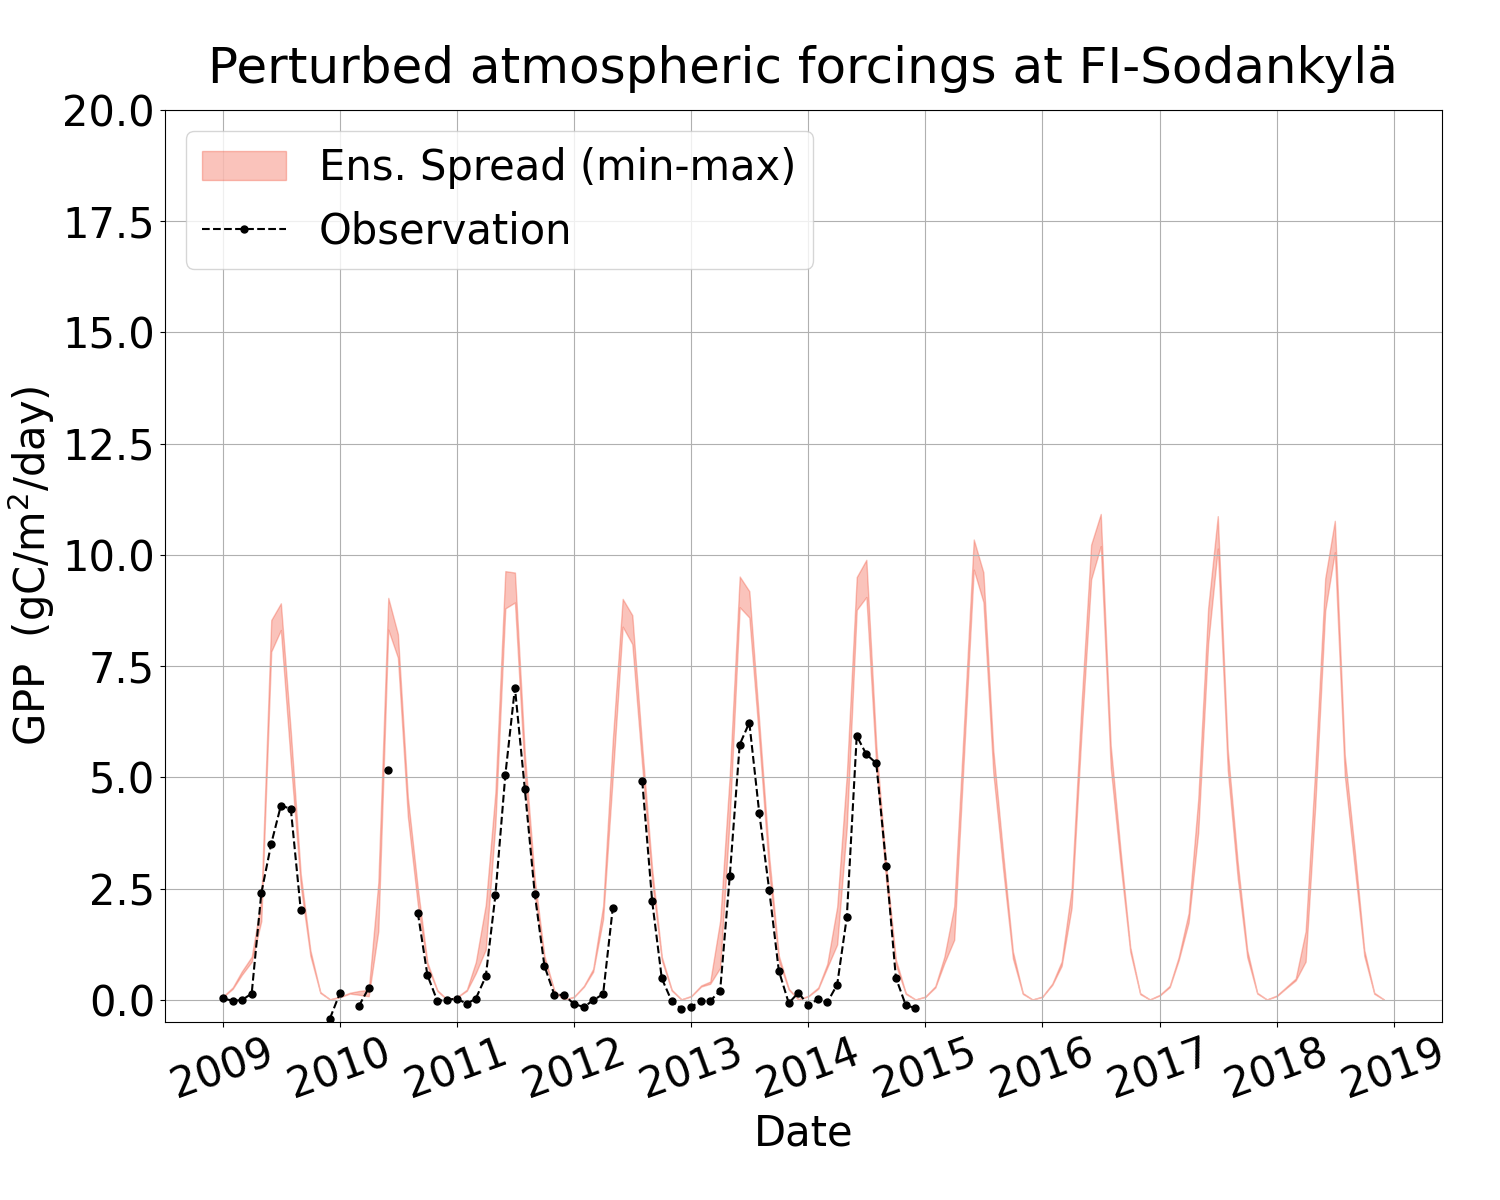 Perturbed atmospheric forcings at FI-Sodankylä
20.0
17.5
15.0
12.5
10.0
7.5
5.0
2.5
0.0
Ens. Spread (min-max)
Observation
GPP (gC/m²/day)
2009 2010 2011 2012 2013 2014 2015 2016 2017 2018 2019
Date